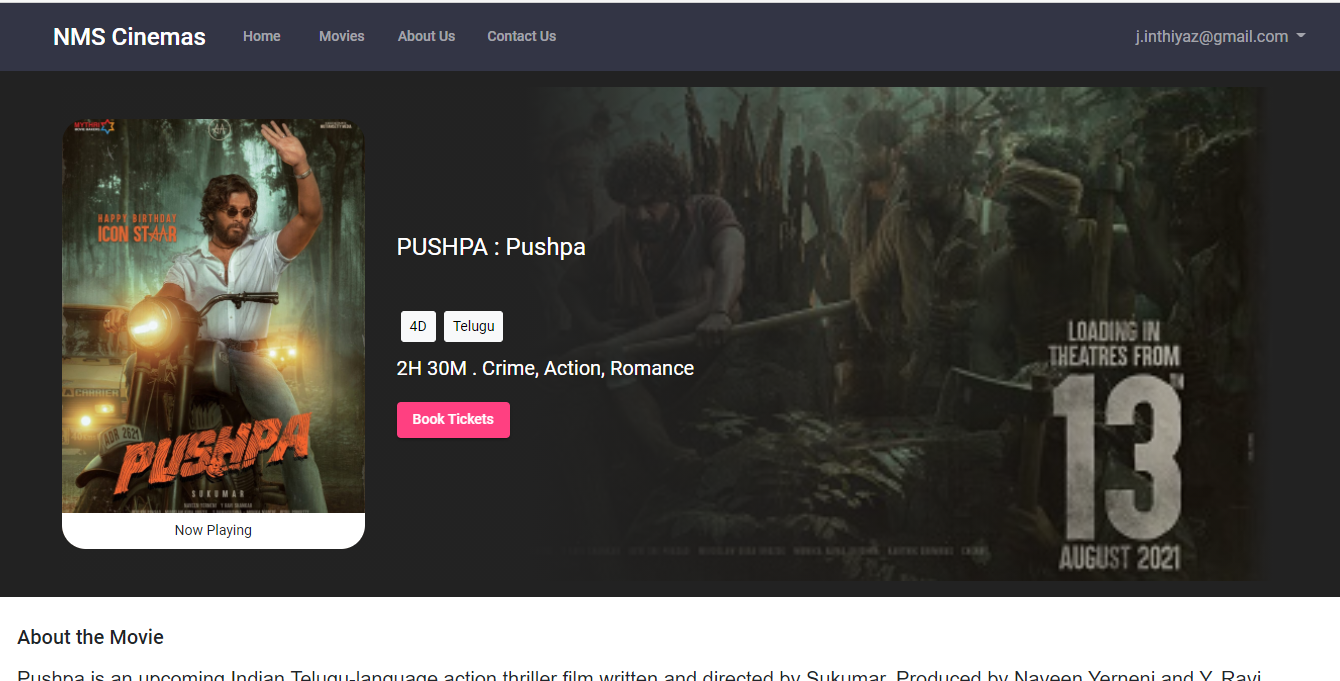 NMS Cinemas Home Movies About Us Contact Us j.inthiyaz@gmail.com
MYTHRI
HAPPY BIRTHDAY
ICON STAAR
PUSHPA
SUKUMAR
Now Playing
PUSHPA : Pushpa
4D Telugu
2H 30M . Crime, Action, Romance
Book Tickets
LOADING IN
THEATRES FROM
13
AUGUST 2021
About the Movie
Pushpa is an upcoming Indian Telugu-language action thriller film written and directed by Sukumar. Produced by Naveen Yerneni and Y. Ravi